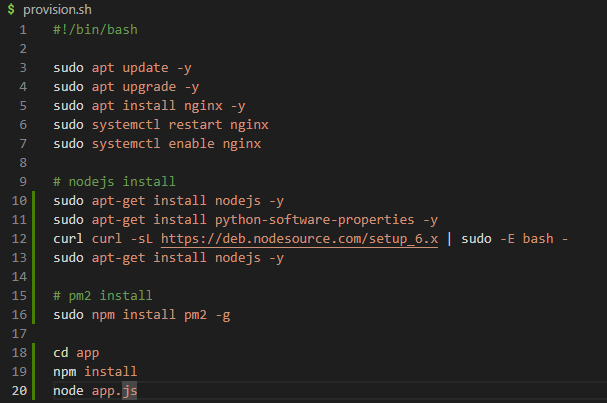 $ provision.sh
1 #!/bin/bash
2
3 sudo apt update -y
4 sudo apt upgrade -y
5 sudo apt install nginx -y
6 sudo systemctl restart nginx
7 sudo systemctl enable nginx
8
9 # nodejs install
10 sudo apt-get install nodejs -y
11 sudo apt-get install python-software-properties -y
12 curl curl -sL https://deb.nodesource.com/setup_6.x | sudo -E bash -
13 sudo apt-get install nodejs -y
14
15 # pm2 install
16 sudo npm install pm2 -g
17
18 cd app
19 npm install
20 node app.js